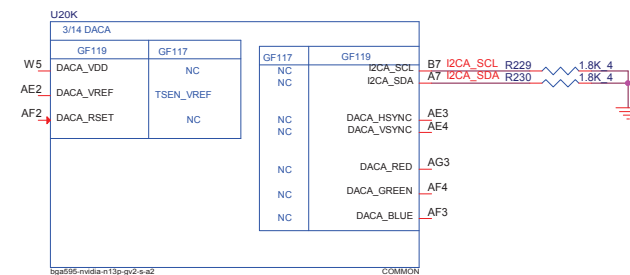 U20K
3/14 DACA
GF119 GF117 GF117 GF119
W5 DACA_VDD NC NC I2CA_SCL B7 I2CA_SCL R229 1.8K_4
NC I2CA_SDA A7 I2CA_SDA R230 1.8K_4
AE2 DACA_VREF TSEN_VREF
AF2 DACA_RSET NC NC DACA_HSYNC AE3
NC DACA_VSYNC AE4
NC DACA_RED AG3
NC DACA_GREEN AF4
NC DACA_BLUE AF3
bga595-nvidia-n13p-gv2-s-a2 COMMON